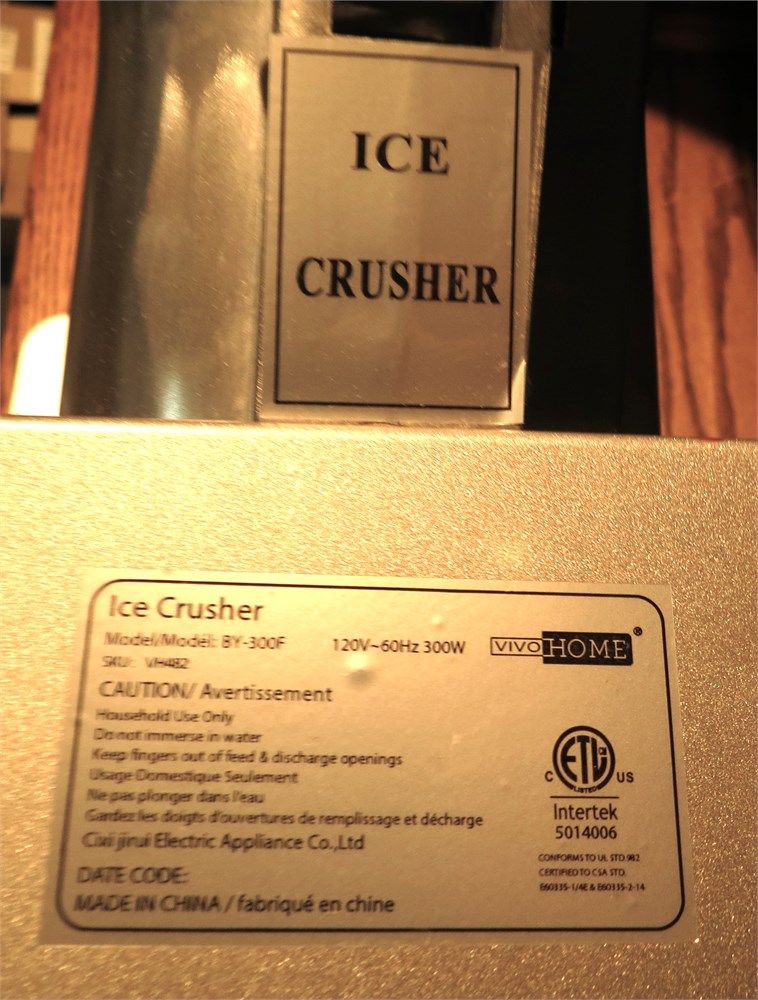 ICE
CRUSHER
Ice Crusher
Model/Modèl: BY-300F 120V~60Hz 300W VIVOHOME®
SKU: VH482
CAUTION/ Avertissement
Household Use Only
Do not immerse in water
Keep fingers out of feed & discharge openings
Usage Domestique Seulement
Ne pas plonger dans l'eau
Gardez les doigts d'ouvertures de remplissage et décharge
Cixi jirui Electric Appliance Co.,Ltd
DATE CODE:
MADE IN CHINA / fabriqué en chine
ETL CM
LISTED
C US
Intertek
5014006
CONFORMS TO UL STD.982
CERTIFIED TO CSA STD.
E60335-1/4E & E60335-2-14